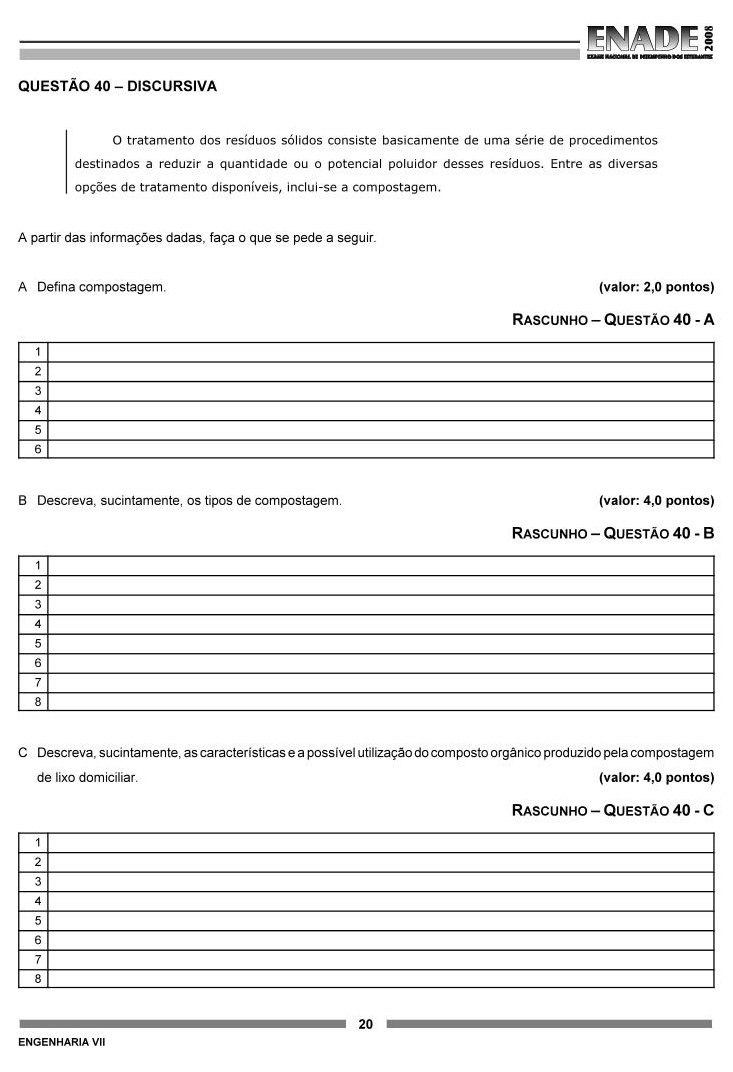 ENADE 2008
EXAME NACIONAL DE DESEMPENHO DOS ESTUDANTES
QUESTÃO 40 – DISCURSIVA
O tratamento dos resíduos sólidos consiste basicamente de uma série de procedimentos
destinados a reduzir a quantidade ou o potencial poluidor desses resíduos. Entre as diversas
opções de tratamento disponíveis, inclui-se a compostagem.
A partir das informações dadas, faça o que se pede a seguir.
A Defina compostagem. (valor: 2,0 pontos)
RASCUNHO – QUESTÃO 40 - A
1
2
3
4
5
6
B Descreva, sucintamente, os tipos de compostagem. (valor: 4,0 pontos)
RASCUNHO – QUESTÃO 40 - B
1
2
3
4
5
6
7
8
C Descreva, sucintamente, as características e a possível utilização do composto orgânico produzido pela compostagem
de lixo domiciliar. (valor: 4,0 pontos)
RASCUNHO – QUESTÃO 40 - C
1
2
3
4
5
6
7
8
20
ENGENHARIA VII